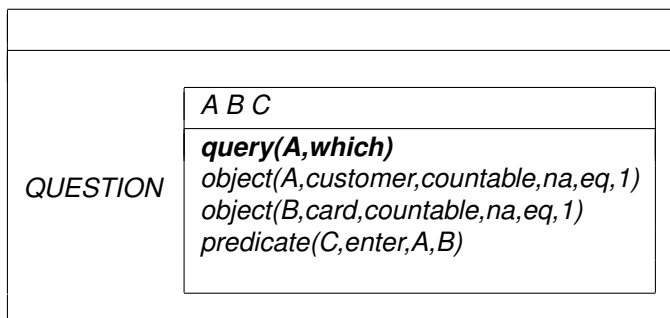 A B C
query(A,which)
QUESTION
object(A,customer,countable,na,eq,1)
object(B,card,countable,na,eq,1)
predicate(C,enter,A,B)